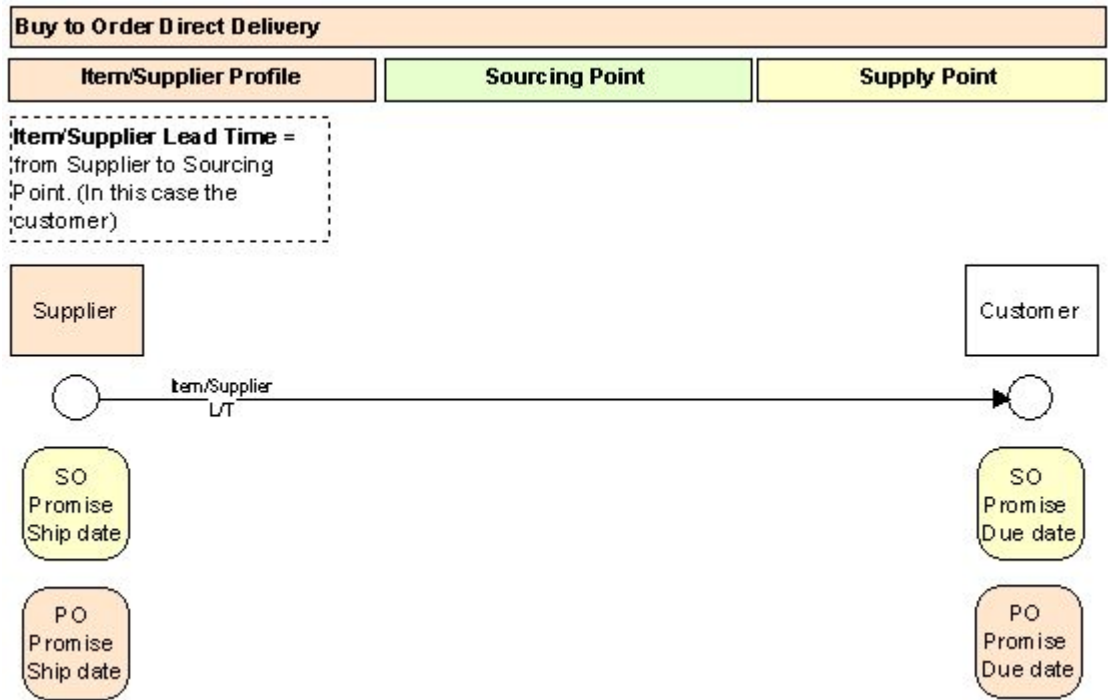 Buy to Order Direct Delivery
Item/Supplier Profile
Sourcing Point
Supply Point
Item/Supplier Lead Time =
from Supplier to Sourcing
Point. (In this case the
customer)
Supplier
Customer
Item/Supplier
L/T
SO
Promise
Ship date
SO
Promise
Due date
PO
Promise
Ship date
PO
Promise
Due date